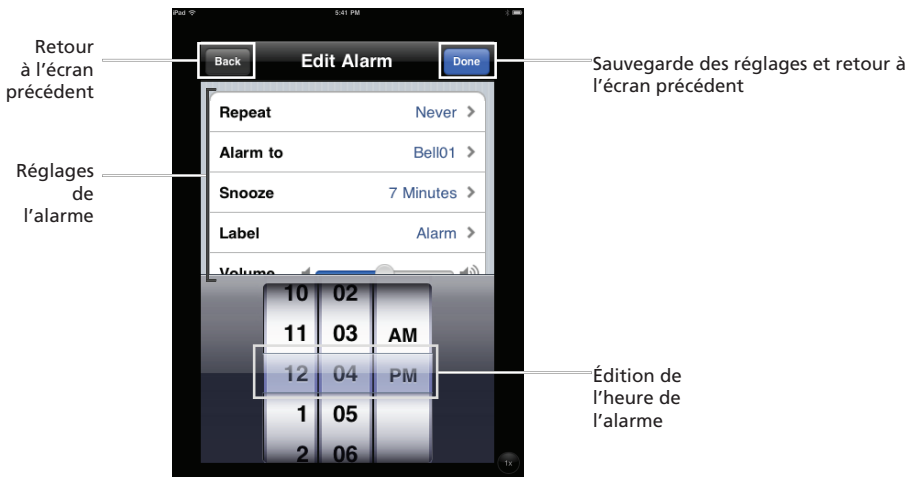 iPad 5:41 PM
Retour
à l'écran
précédent
Back Edit Alarm Done
Sauvegarde des réglages et retour à
l'écran précédent
Réglages
de
l'alarme
Repeat Never
Alarm to Bell01
Snooze 7 Minutes
Label Alarm
Volume
10 02
11 03 AM
12 04 PM
1 05
2 06
Édition de
l'heure de
l'alarme
1x